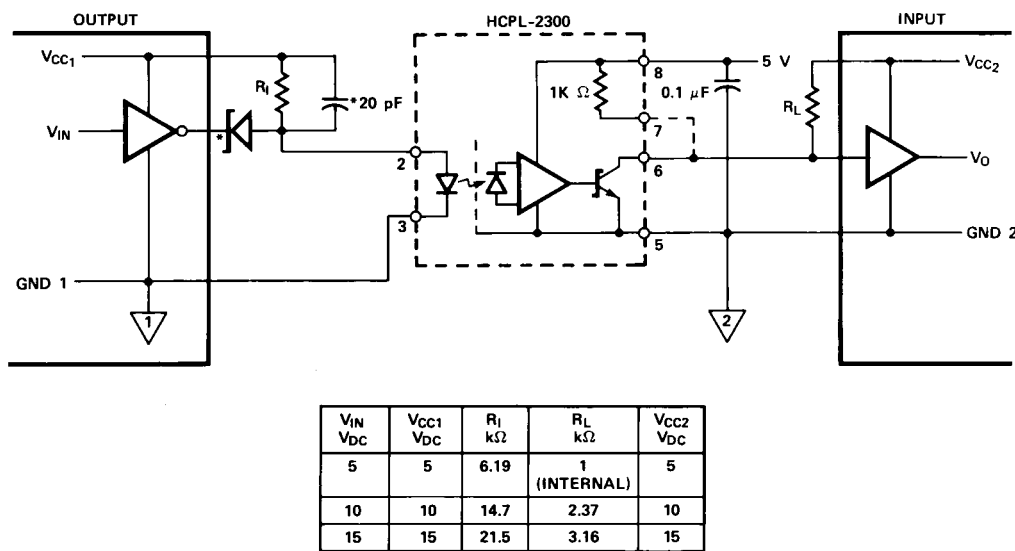 OUTPUT
HCPL-2300
INPUT
VCC1
RI
*20 pF
VIN
*
2
3
GND 1
1
8
1K Ω
7
6
5
5 V
0.1 µF
2
RL
VCC2
VO
GND 2
VIN VDC VCC1 VDC RI kΩ RL kΩ VCC2 VDC
5 5 6.19 1 (INTERNAL) 5
10 10 14.7 2.37 10
15 15 21.5 3.16 15